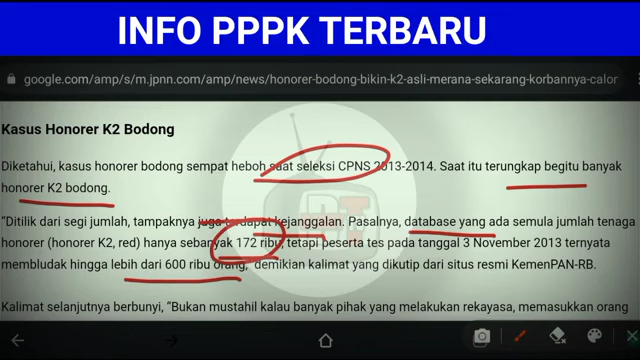 INFO PPPK TERBARU
google.com/amp/s/m.jpnn.com/amp/news/honorer-bodong-bikin-k2-asli-merana-sekarang-korbannya-calor
Kasus Honorer K2 Bodong
Diketahui, kasus honorer bodong sempat heboh saat seleksi CPNS 2013-2014. Saat itu terungkap begitu banyak
honorer K2 bodong.
"Ditilik dari segi jumlah, tampaknya juga terdapat kejanggalan. Pasalnya, database yang ada semula jumlah tenaga
honorer (honorer K2, red) hanya sebanyak 172 ribu, tetapi peserta tes pada tanggal 3 November 2013 ternyata
membludak hingga lebih dari 600 ribu orang," demikian kalimat yang dikutip dari situs resmi KemenPAN-RB.
Kalimat selanjutnya berbunyi, "Bukan mustahil kalau banyak pihak yang melakukan rekayasa, memasukkan orang